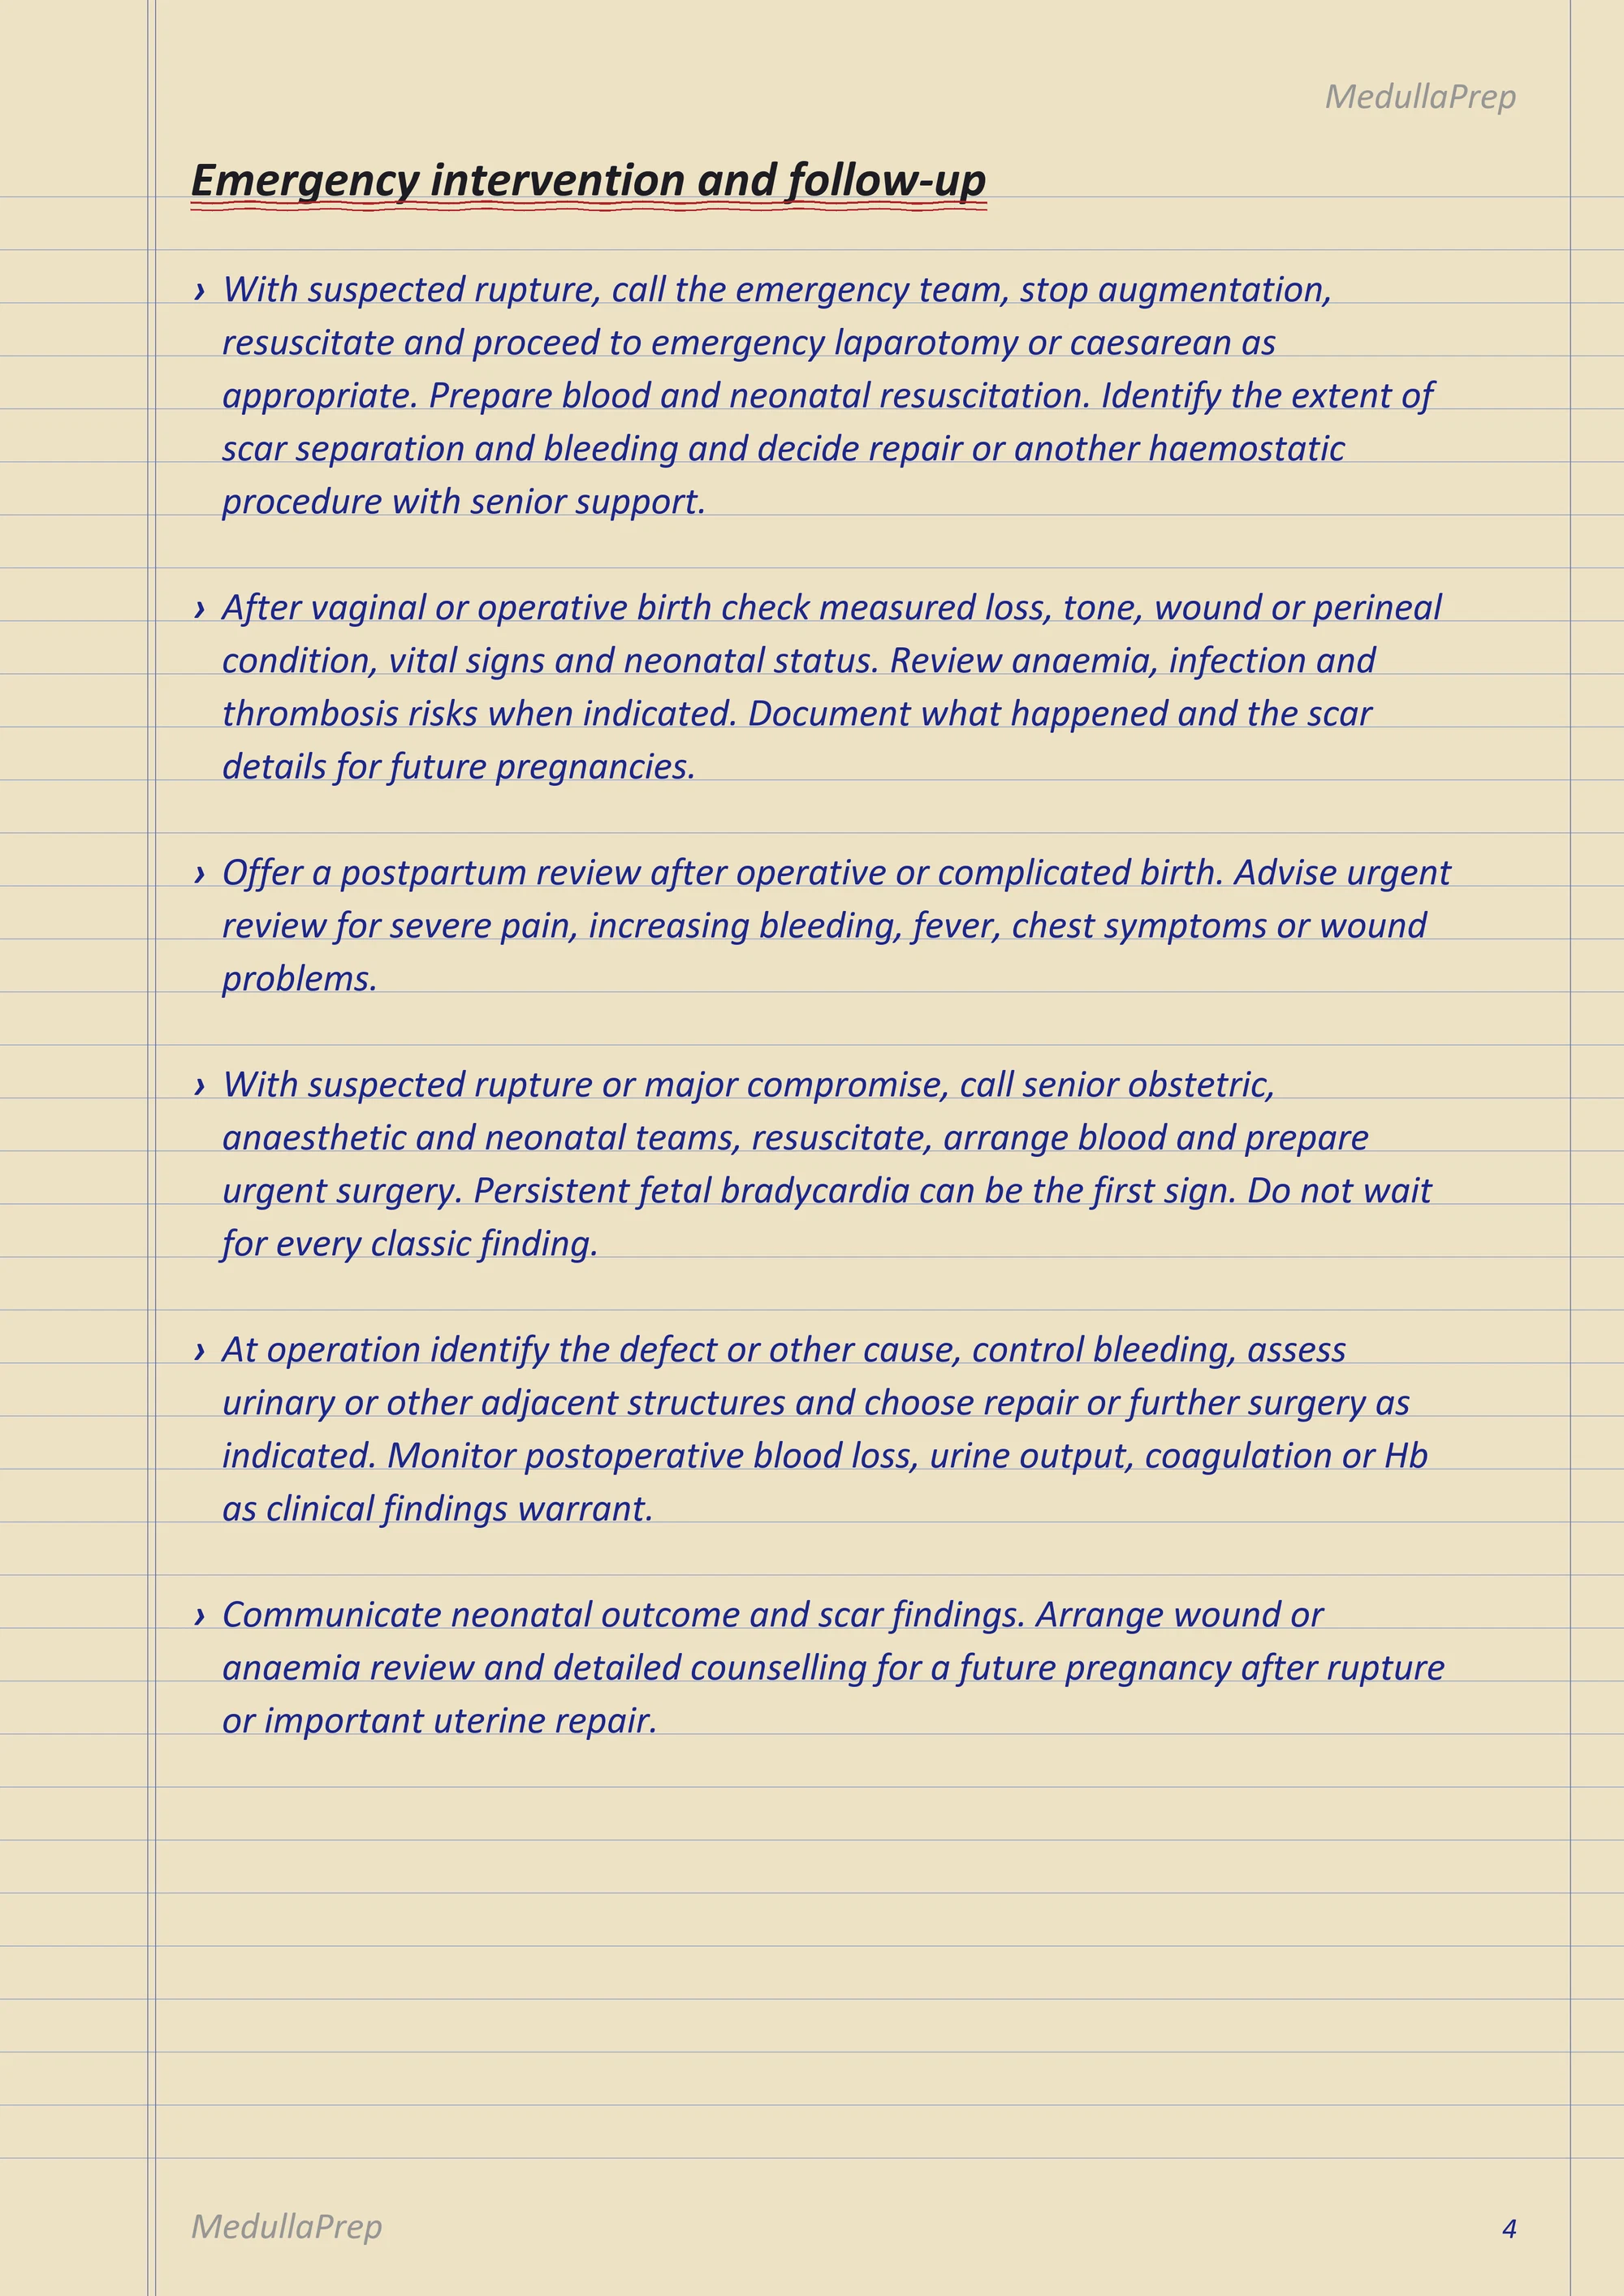 MedullaPrep
Emergency intervention and follow-up
› With suspected rupture, call the emergency team, stop augmentation,
resuscitate and proceed to emergency laparotomy or caesarean as
appropriate. Prepare blood and neonatal resuscitation. Identify the extent of
scar separation and bleeding and decide repair or another haemostatic
procedure with senior support.
› After vaginal or operative birth check measured loss, tone, wound or perineal
condition, vital signs and neonatal status. Review anaemia, infection and
thrombosis risks when indicated. Document what happened and the scar
details for future pregnancies.
› Offer a postpartum review after operative or complicated birth. Advise urgent
review for severe pain, increasing bleeding, fever, chest symptoms or wound
problems.
› With suspected rupture or major compromise, call senior obstetric,
anaesthetic and neonatal teams, resuscitate, arrange blood and prepare
urgent surgery. Persistent fetal bradycardia can be the first sign. Do not wait
for every classic finding.
› At operation identify the defect or other cause, control bleeding, assess
urinary or other adjacent structures and choose repair or further surgery as
indicated. Monitor postoperative blood loss, urine output, coagulation or Hb
as clinical findings warrant.
› Communicate neonatal outcome and scar findings. Arrange wound or
anaemia review and detailed counselling for a future pregnancy after rupture
or important uterine repair.
MedullaPrep
4